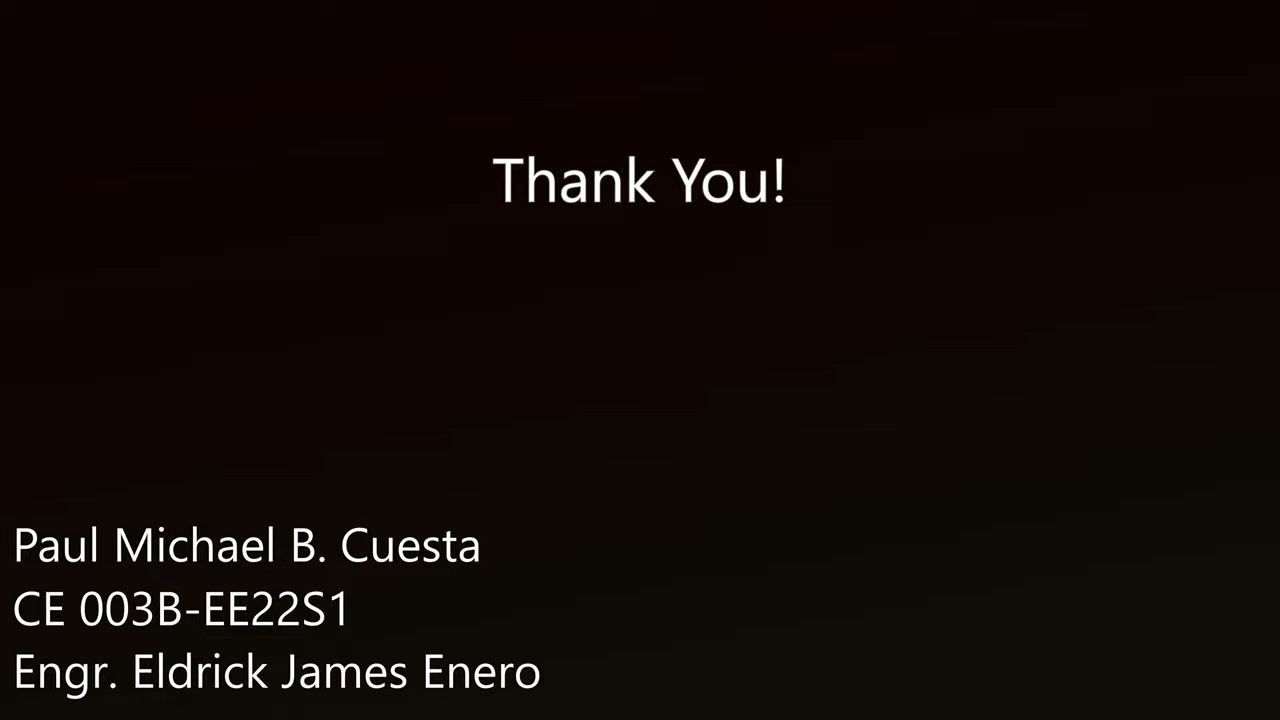 Thank You!
Paul Michael B. Cuesta
CE 003B-EE22S1
Engr. Eldrick James Enero